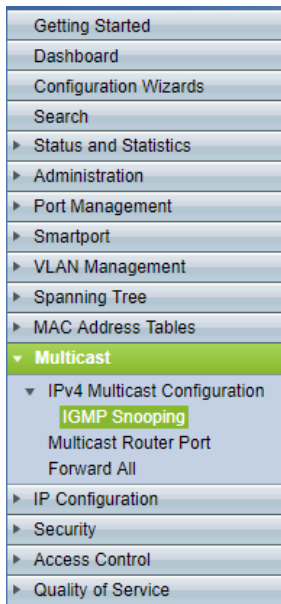 Getting Started
Dashboard
Configuration Wizards
Search
Status and Statistics
Administration
Port Management
Smartport
VLAN Management
Spanning Tree
MAC Address Tables
Multicast
IPv4 Multicast Configuration
IGMP Snooping
Multicast Router Port
Forward All
IP Configuration
Security
Access Control
Quality of Service